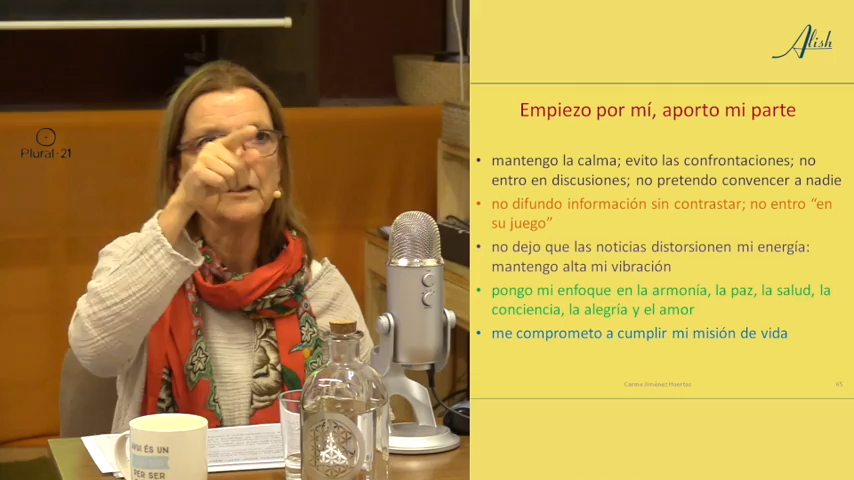 Plural-21
AVUI ÉS UN
PER SER
Alish
Empiezo por mí, aporto mi parte
• mantengo la calma; evito las confrontaciones; no
entro en discusiones; no pretendo convencer a nadie
• no difundo información sin contrastar; no entro “en
su juego”
• no dejo que las noticias distorsionen mi energía:
mantengo alta mi vibración
• pongo mi enfoque en la armonía, la paz, la salud, la
conciencia, la alegría y el amor
• me comprometo a cumplir mi misión de vida
Carme Jiménez Huertas
65